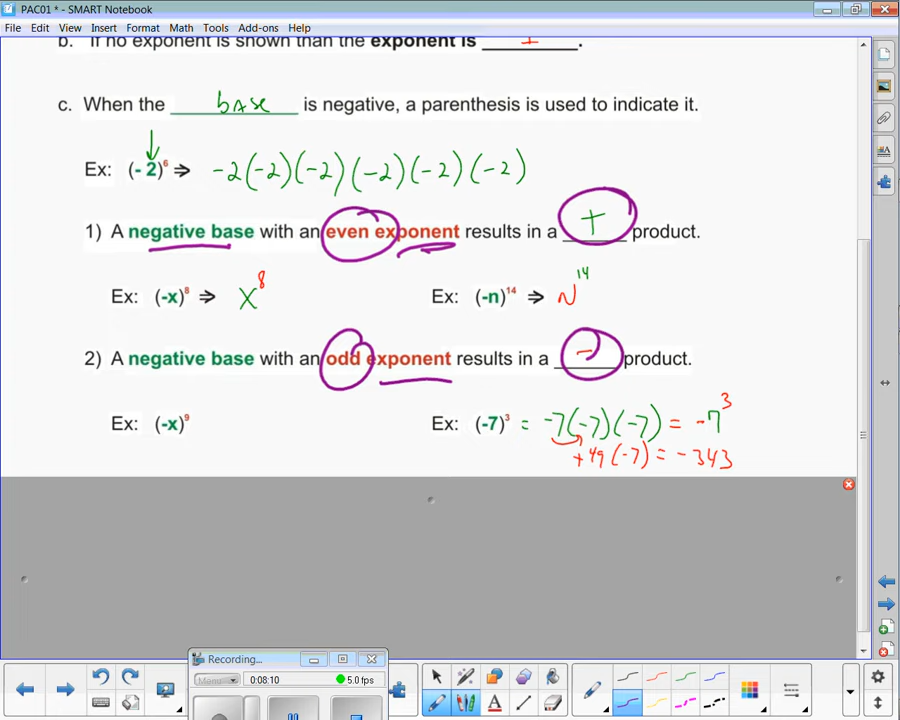 PAC01 * - SMART Notebook
File Edit View Insert Format Math Tools Add-ons Help
b. If no exponent is shown than the exponent is 1.
c. When the base is negative, a parenthesis is used to indicate it.
Ex: (-2)⁶ ⇒ -2(-2)(-2)(-2)(-2)(-2)
1) A negative base with an even exponent results in a + product.
Ex: (-x)⁸ ⇒ x⁸ Ex: (-n)¹⁴ ⇒ N¹⁴
2) A negative base with an odd exponent results in a - product.
Ex: (-x)⁹ Ex: (-7)³ = -7(-7)(-7) = -7³
+49(-7) = -343
Recording...
Menu 0:08:10 5.0 fps